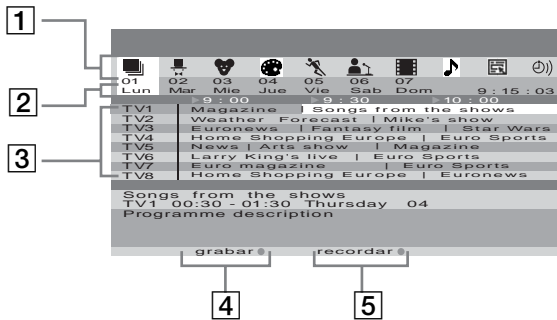 1
01 02 03 04 05 06 07
2
Lun Mar Mie Jue Vie Sab Dom 9 : 15 : 03
9 : 00 9 : 30 10 : 00
TV1 Magazine | Songs from the shows
TV2 Weather Forecast | Mike's show
TV3 Euronews | Fantasy film | Star Wars
TV4 Home Shopping Europe | Euro Sports
3
TV5 News | Arts show | Magazine
TV6 Larry King's live | Euro Sports
TV7 Euro magazine | Euro Sports
TV8 Home Shopping Europe | Euronews
Songs from the shows
TV1 00:30 - 01:30 Thursday 04
Programme description
grabar recordar
4 5